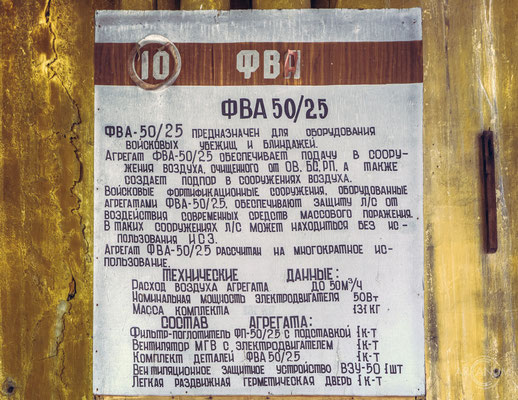 10 ФВА
ФВА 50/25
ФВА-50/25 ПРЕДНАЗНАЧЕН ДЛЯ ОБОРУДОВАНИЯ
ВОЙСКОВЫХ УБЕЖИЩ И БЛИНДАЖЕЙ.
АГРЕГАТ ФВА-50/25 ОБЕСПЕЧИВАЕТ ПОДАЧУ В СООРУ-
ЖЕНИЯ ВОЗДУХА, ОЧИЩЕННОГО ОТ ОВ, БС, РП, А ТАКЖЕ
СОЗДАЕТ ПОДПОР В СООРУЖЕНИЯХ ВОЗДУХА.
ВОЙСКОВЫЕ ФОРТИФИКАЦИОННЫЕ СООРУЖЕНИЯ, ОБОРУДОВАННЫЕ
АГРЕГАТАМИ ФВА-50/25, ОБЕСПЕЧИВАЮТ ЗАЩИТУ Л/С ОТ
ВОЗДЕЙСТВИЯ СОВРЕМЕННЫХ СРЕДСТВ МАССОВОГО ПОРАЖЕНИЯ.
В ТАКИХ СООРУЖЕНИЯХ Л/С МОЖЕТ НАХОДИТЬСЯ БЕЗ ИС-
ПОЛЬЗОВАНИЯ ИСЗ.
АГРЕГАТ ФВА-50/25 РАССЧИТАН НА МНОГОКРАТНОЕ ИС-
ПОЛЬЗОВАНИЕ.
ТЕХНИЧЕСКИЕ ДАННЫЕ:
РАСХОД ВОЗДУХА АГРЕГАТА ДО 50М³/Ч
НОМИНАЛЬНАЯ МОЩНОСТЬ ЭЛЕКТРОДВИГАТЕЛЯ 50ВТ
МАССА КОМПЛЕКТА 131 КГ
СОСТАВ АГРЕГАТА:
ФИЛЬТР-ПОГЛОТИТЕЛЬ ФП-50/25 С ПОДСТАВКОЙ 1К-Т
ВЕНТИЛЯТОР МГВ С ЭЛЕКТРОДВИГАТЕЛЕМ 1К-Т
КОМПЛЕКТ ДЕТАЛЕЙ ФВА 50/25 1К-Т
ВЕНТИЛЯЦИОННОЕ ЗАЩИТНОЕ УСТРОЙСТВО ВЗУ-50 1ШТ
ЛЕГКАЯ РАЗДВИЖНАЯ ГЕРМЕТИЧЕСКАЯ ДВЕРЬ 1К-Т